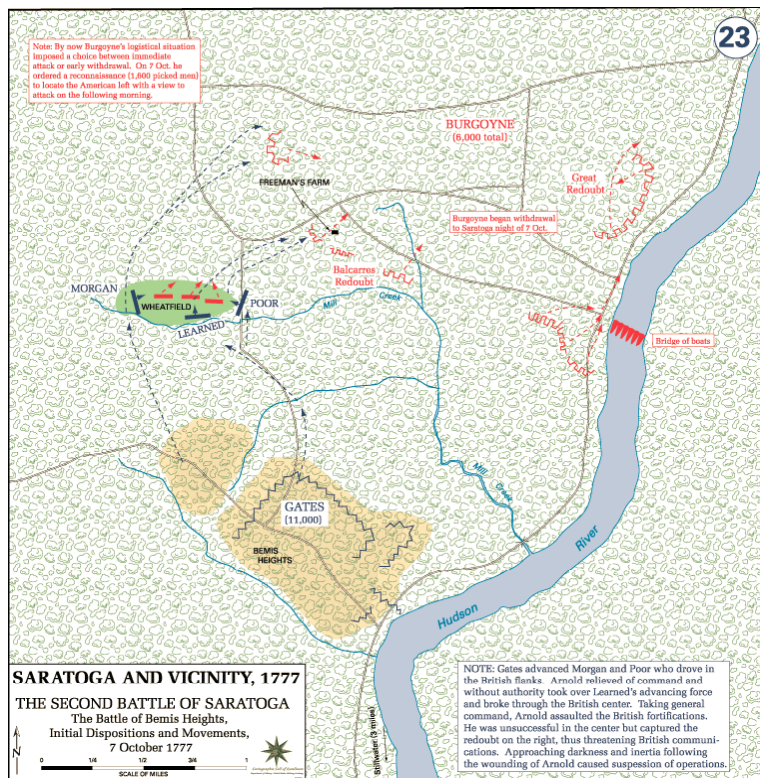 23
Note: By now Burgoyne's logistical situation
imposed a choice between immediate
attack or early withdrawal. On 7 Oct. he
ordered a reconnaissance (1,600 picked men)
to locate the American left with a view to
attack on the following morning.
BURGOYNE
(6,000 total)
FREEMAN'S FARM
Great
Redoubt
Burgoyne began withdrawal
to Saratoga night of 7 Oct.
Balcarres
Redoubt
MORGAN
WHEATFIELD
POOR
LEARNED
Mill Creek
Bridge of boats
Mill Creek
GATES
(11,000)
BEMIS
HEIGHTS
Hudson River
Stillwater (3 miles)
SARATOGA AND VICINITY, 1777
THE SECOND BATTLE OF SARATOGA
The Battle of Bemis Heights,
Initial Dispositions and Movements,
7 October 1777
N
0 1/4 1/2 3/4 1
SCALE OF MILES
NOTE: Gates advanced Morgan and Poor who drove in
the British flanks. Arnold relieved of command and
without authority took over Learned's advancing force
and broke through the British center. Taking general
command, Arnold assaulted the British fortifications.
He was unsuccessful in the center but captured the
redoubt on the right, thus threatening British communi-
cations. Approaching darkness and inertia following
the wounding of Arnold caused suspension of operations.